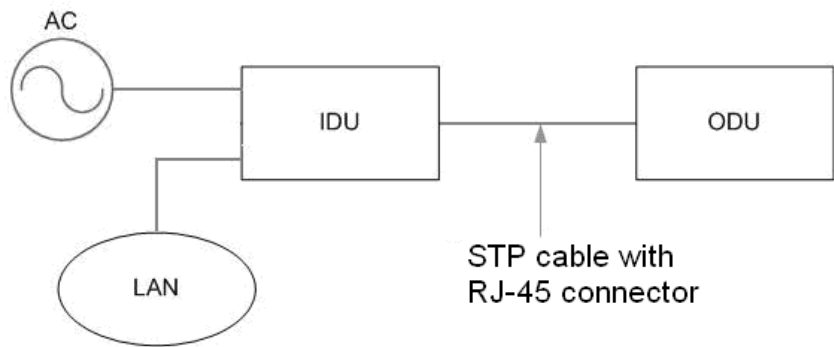 AC
IDU
ODU
LAN
STP cable with
RJ-45 connector